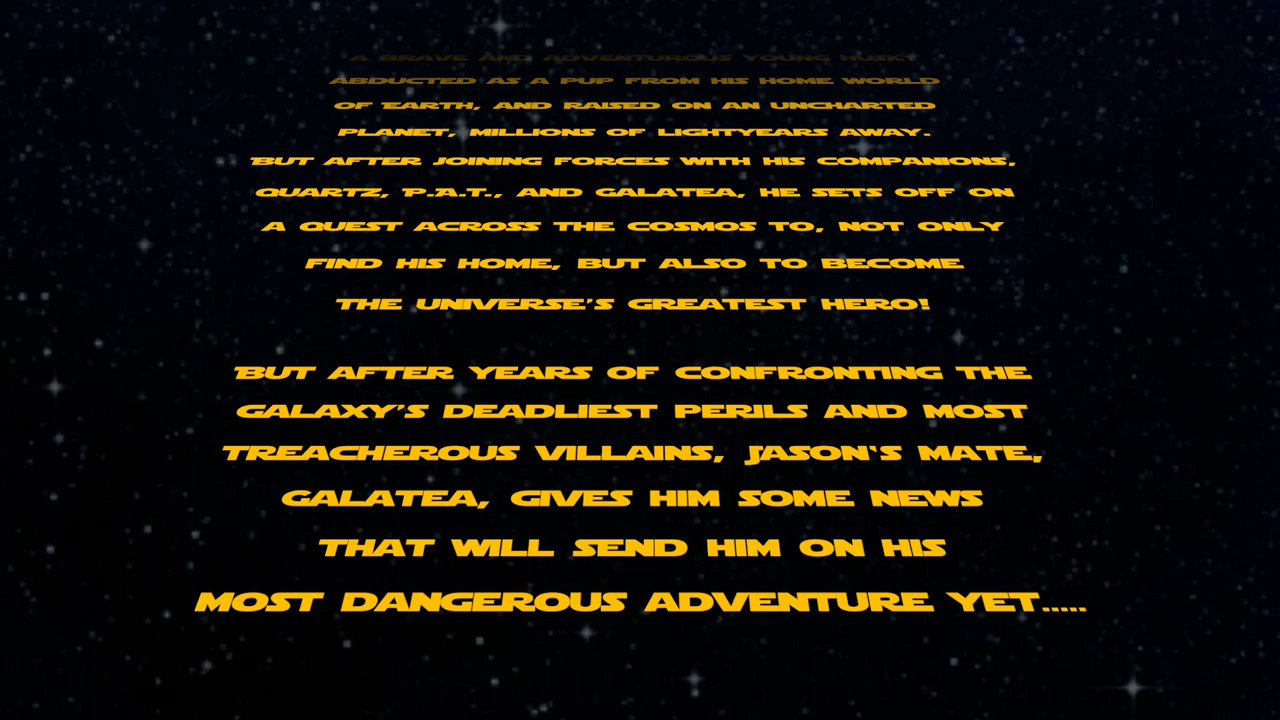 A BRAVE AND ADVENTUROUS YOUNG HUSKY
ABDUCTED AS A PUP FROM HIS HOME WORLD
OF EARTH, AND RAISED ON AN UNCHARTED
PLANET, MILLIONS OF LIGHTYEARS AWAY.
BUT AFTER JOINING FORCES WITH HIS COMPANIONS,
QUARTZ, P.A.T., AND GALATEA, HE SETS OFF ON
A QUEST ACROSS THE COSMOS TO, NOT ONLY
FIND HIS HOME, BUT ALSO TO BECOME
THE UNIVERSE'S GREATEST HERO!
BUT AFTER YEARS OF CONFRONTING THE
GALAXY'S DEADLIEST PERILS AND MOST
TREACHEROUS VILLAINS, JASON'S MATE,
GALATEA, GIVES HIM SOME NEWS
THAT WILL SEND HIM ON HIS
MOST DANGEROUS ADVENTURE YET.....